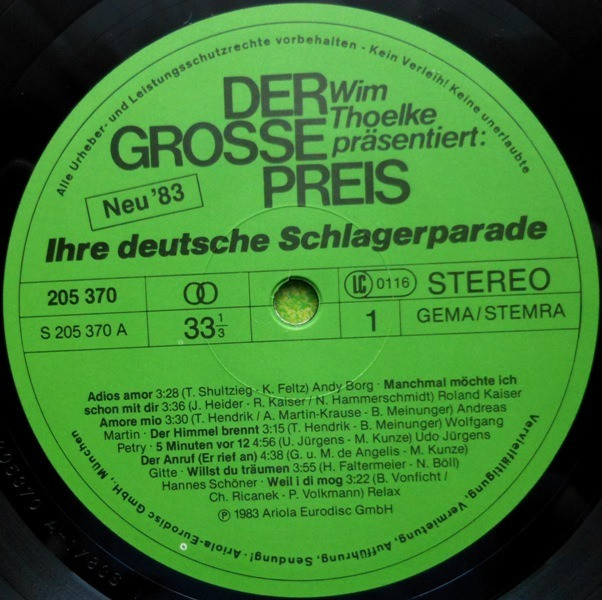 Alle Urheber- und Leistungsschutzrechte vorbehalten - Kein Verleih! Keine unerlaubte
Vervielfältigung, Vermietung, Aufführung, Sendung! - Ariola-Eurodisc GmbH, München
DER
GROSSE
PREIS
Wim
Thoelke
präsentiert:
Neu '83
Ihre deutsche Schlagerparade
205 370
LC 0116 STEREO
S 205 370 A
33 1/3
1
GEMA/STEMRA
Adios amor 3:28 (T. Shultzieg - K. Feltz) Andy Borg · Manchmal möchte ich
schon mit dir 3:36 (J. Heider - R. Kaiser / N. Hammerschmidt) Roland Kaiser
Amore mio 3:30 (T. Hendrik / A. Martin-Krause - B. Meinunger) Andreas
Martin · Der Himmel brennt 3:15 (T. Hendrik - B. Meinunger) Wolfgang
Petry · 5 Minuten vor 12 4:56 (U. Jürgens - M. Kunze) Udo Jürgens
Der Anruf (Er rief an) 4:38 (G. u. M. de Angelis - M. Kunze)
Gitte · Willst du träumen 3:55 (H. Faltermeier - N. Böll)
Hannes Schöner · Weil i di mog 3:22 (B. Vonficht /
Ch. Ricanek - P. Volkmann) Relax
Ⓟ 1983 Ariola Eurodisc GmbH